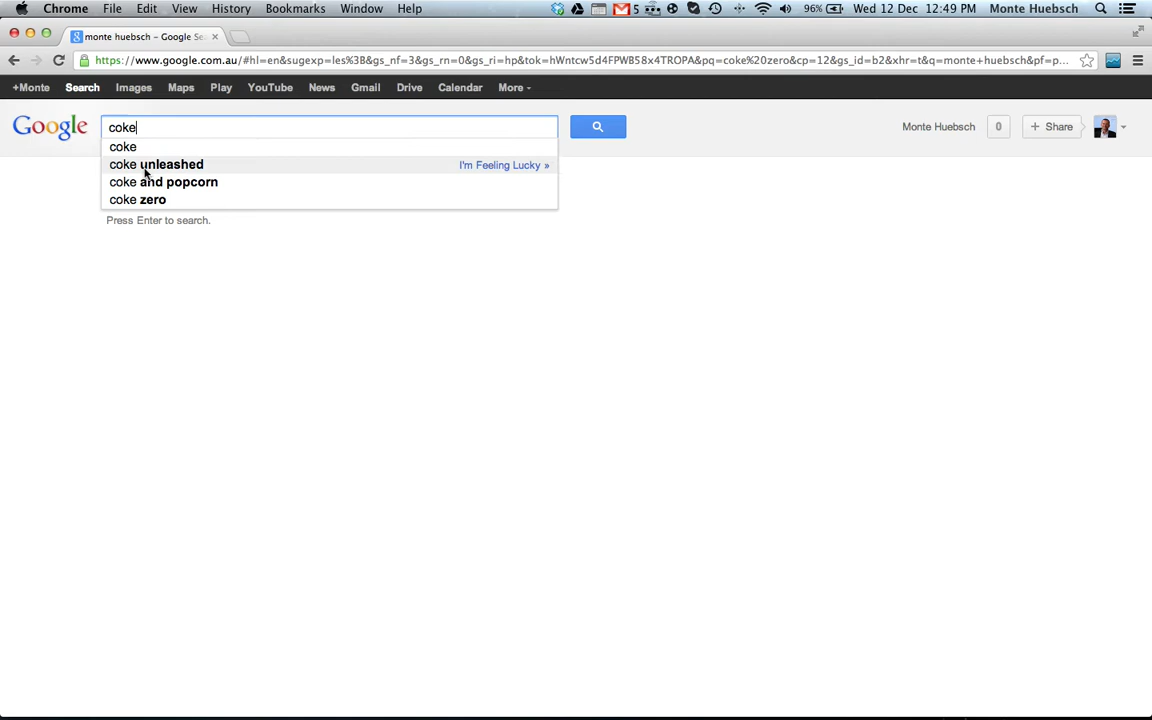 Chrome File Edit View History Bookmarks Window Help 5 96% Wed 12 Dec 12:49 PM Monte Huebsch
monte huebsch - Google Se
https://www.google.com.au/#hl=en&sugexp=les%3B&gs_nf=3&gs_rn=0&gs_ri=hp&tok=hWntcw5d4FPWB58x4TROPA&pq=coke%20zero&cp=12&gs_id=b2&xhr=t&q=monte+huebsch&pf=p...
+Monte Search Images Maps Play YouTube News Gmail Drive Calendar More
Google coke Monte Huebsch 0 + Share
coke
coke unleashed I'm Feeling Lucky »
coke and popcorn
coke zero
Press Enter to search.